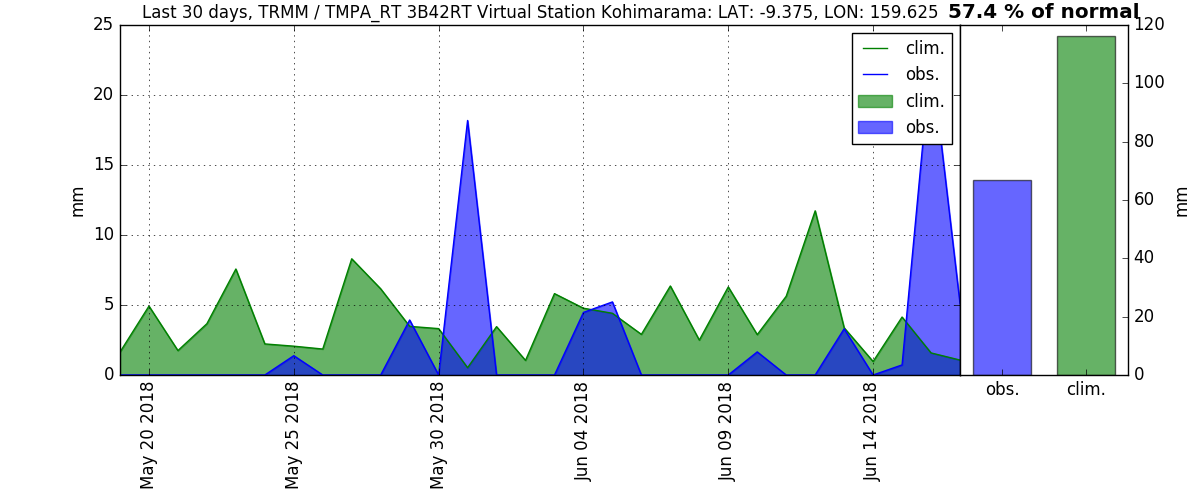 Last 30 days, TRMM / TMPA_RT 3B42RT Virtual Station Kohimarama: LAT: -9.375, LON: 159.625
57.4 % of normal
25
20
15
10
5
0
mm
clim.
obs.
clim.
obs.
May 20 2018
May 25 2018
May 30 2018
Jun 04 2018
Jun 09 2018
Jun 14 2018
120
100
80
60
40
20
0
mm
obs.
clim.